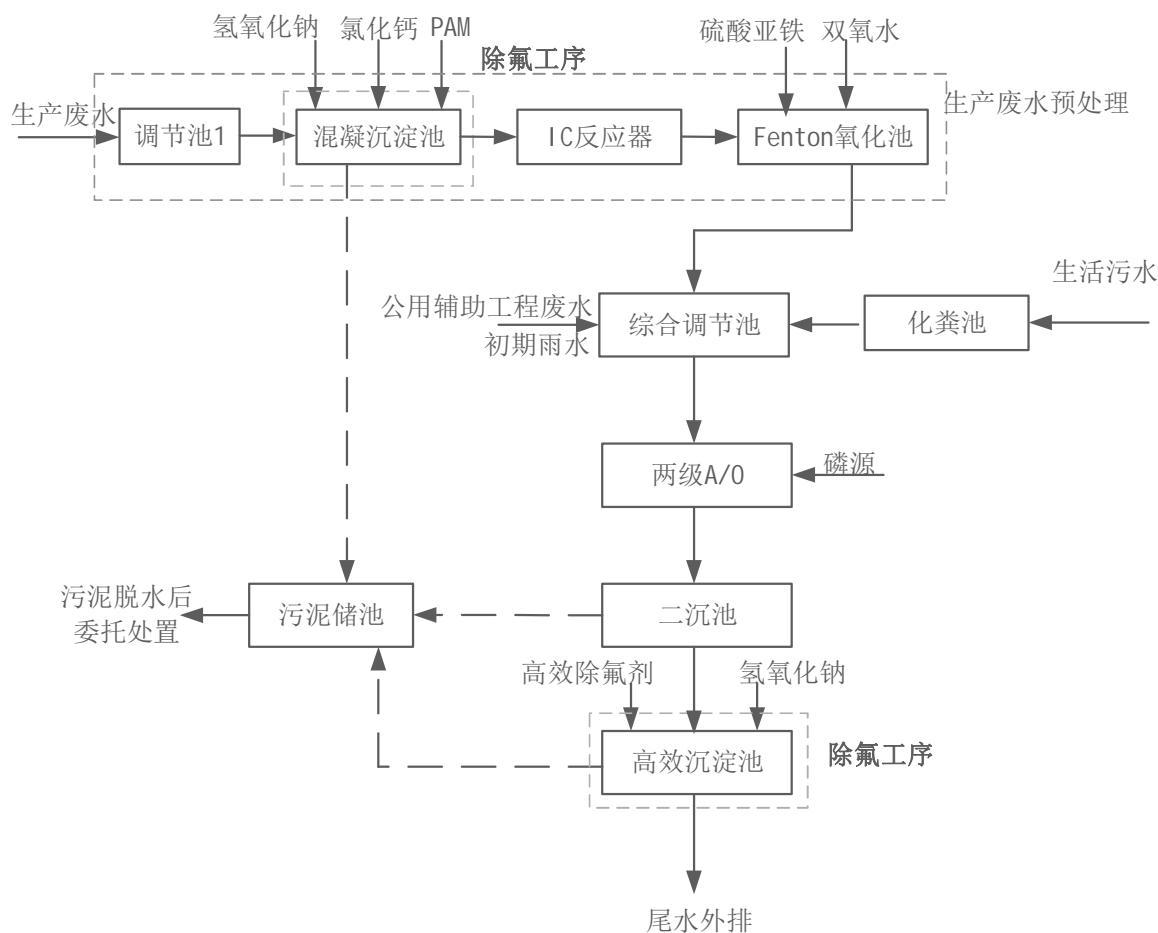 氢氧化钠
氯化钙
PAM
硫酸亚铁
双氧水
除氟工序
生产废水
调节池1
混凝沉淀池
IC反应器
Fenton氧化池
生产废水预处理
生活污水
公用辅助工程废水
初期雨水
综合调节池
化粪池
两级A/O
磷源
污泥脱水后
委托处置
污泥储池
二沉池
高效除氟剂
氢氧化钠
高效沉淀池
除氟工序
尾水外排